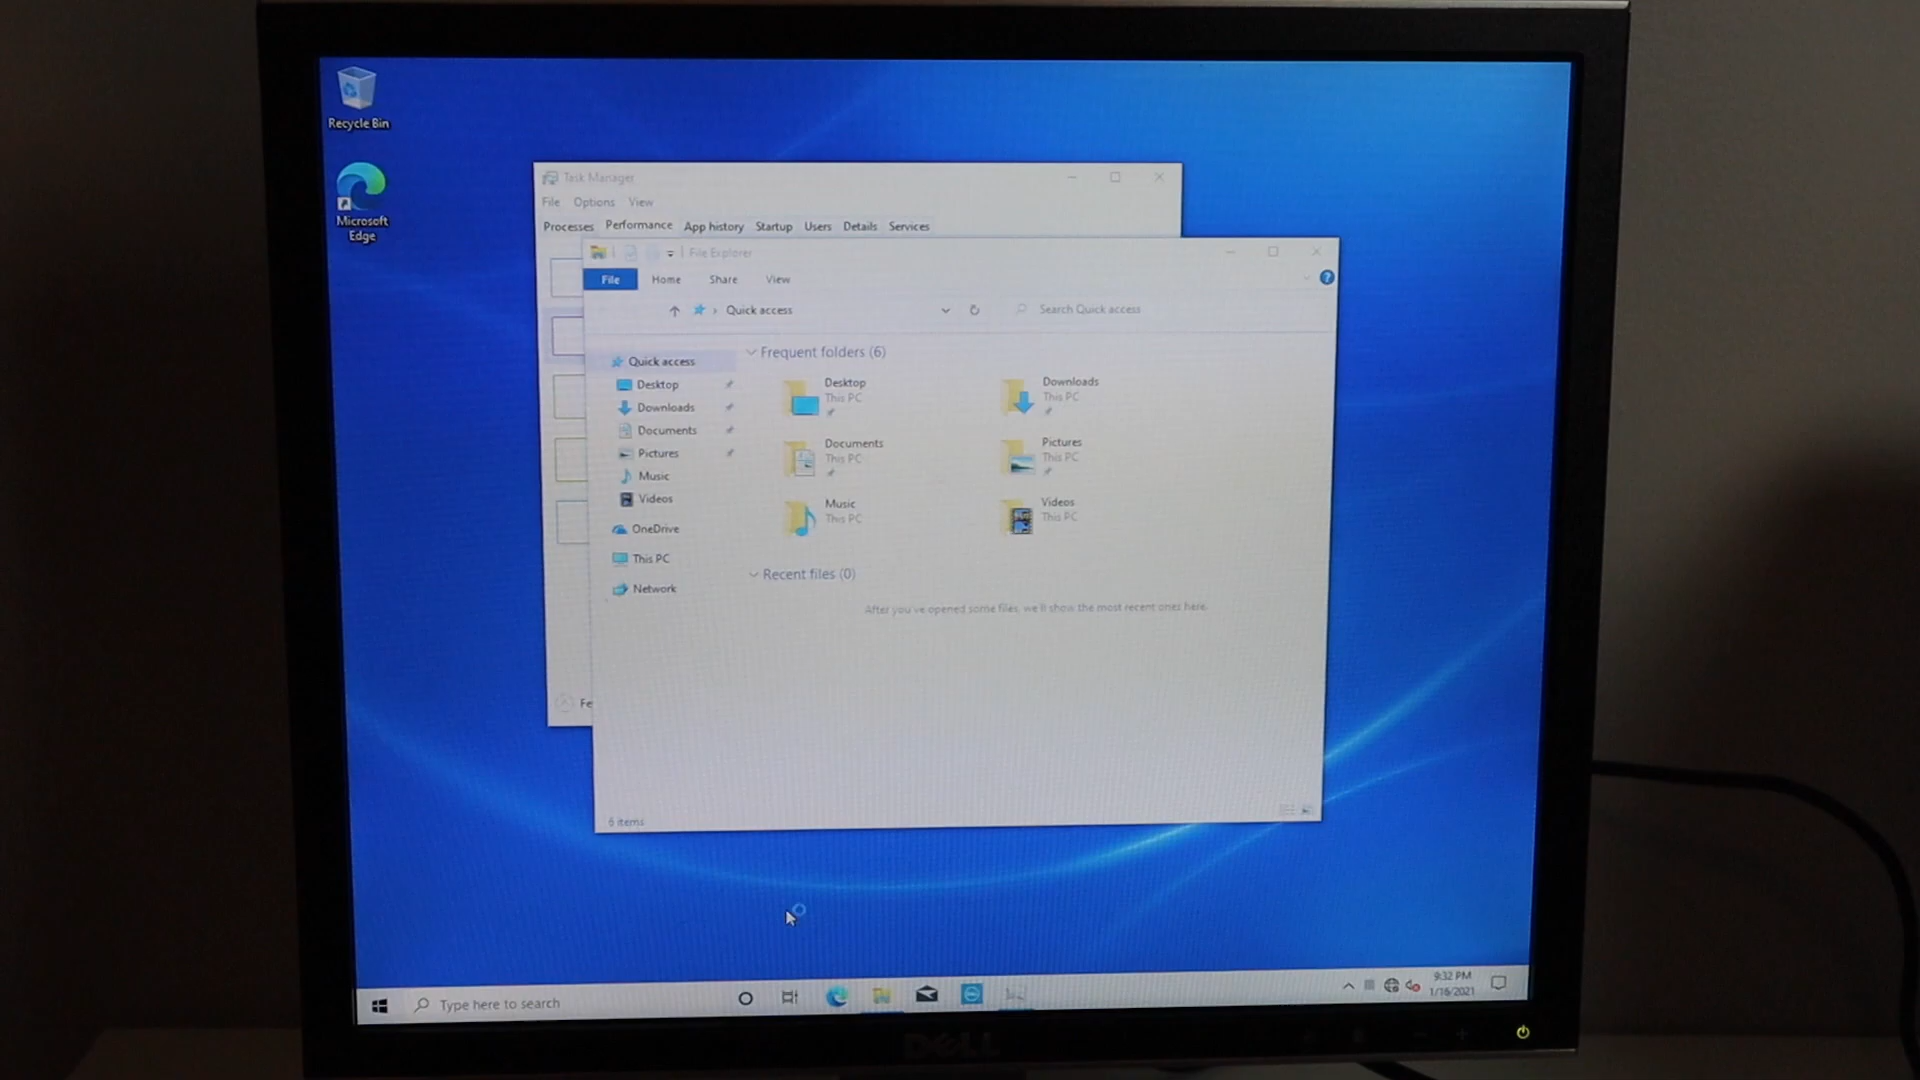 Recycle Bin
Microsoft
Edge
Task Manager
File Options View
Processes Performance App history Startup Users Details Services
File Explorer
File Home Share View
Quick access
Search Quick access
Quick access
Desktop
Downloads
Documents
Pictures
Music
Videos
OneDrive
This PC
Network
Frequent folders (6)
Desktop
This PC
Downloads
This PC
Documents
This PC
Pictures
This PC
Music
This PC
Videos
This PC
Recent files (0)
After you've opened some files, we'll show the most recent ones here.
Fe
6 items
Type here to search
9:32 PM
1/16/2021
DELL